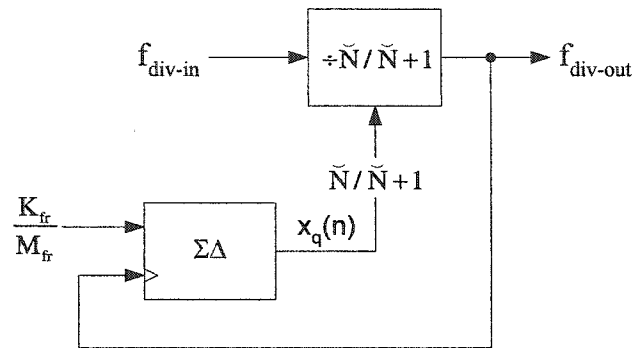 f_div-in
÷N̆/N̆+1
f_div-out
N̆/N̆+1
K_fr
M_fr
ΣΔ
x_q(n)